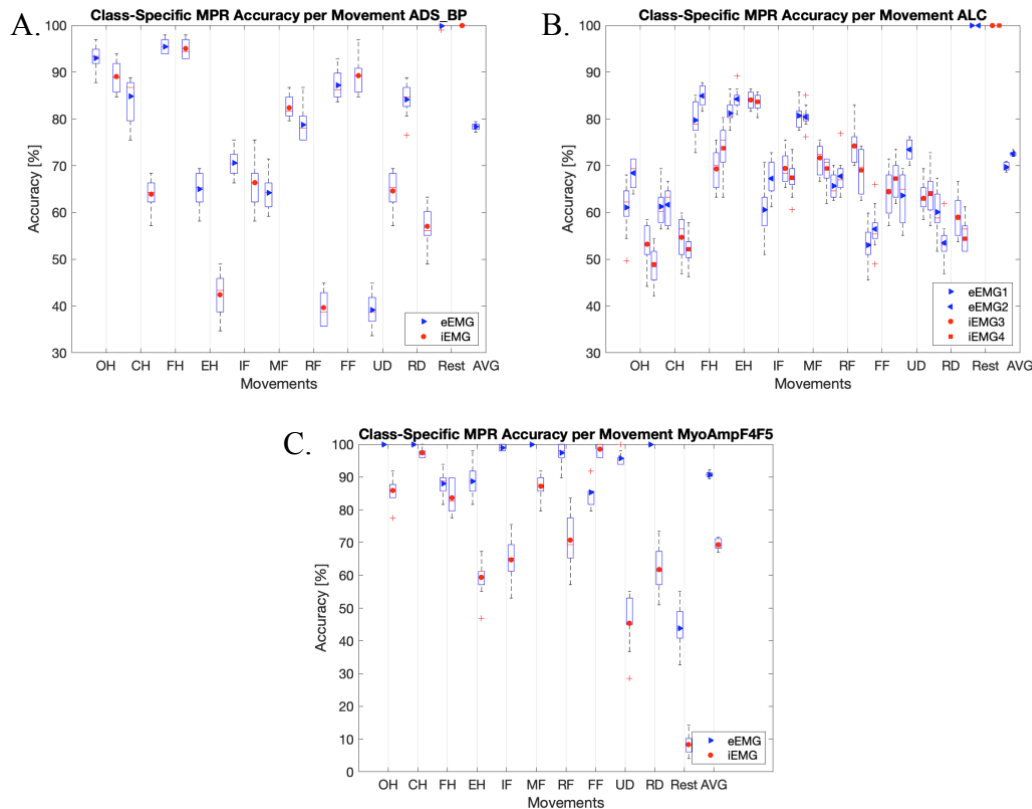 A.
Class-Specific MPR Accuracy per Movement ADS_BP
100
90
80
70
60
50
40
30
Accuracy [%]
OH CH FH EH IF MF RF FF UD RD Rest AVG
Movements
eEMG
iEMG
B.
Class-Specific MPR Accuracy per Movement ALC
100
90
80
70
60
50
40
30
Accuracy [%]
OH CH FH EH IF MF RF FF UD RD Rest AVG
Movements
eEMG1
eEMG2
iEMG3
iEMG4
C.
Class-Specific MPR Accuracy per Movement MyoAmpF4F5
100
90
80
70
60
50
40
30
20
10
0
Accuracy [%]
OH CH FH EH IF MF RF FF UD RD Rest AVG
Movements
eEMG
iEMG